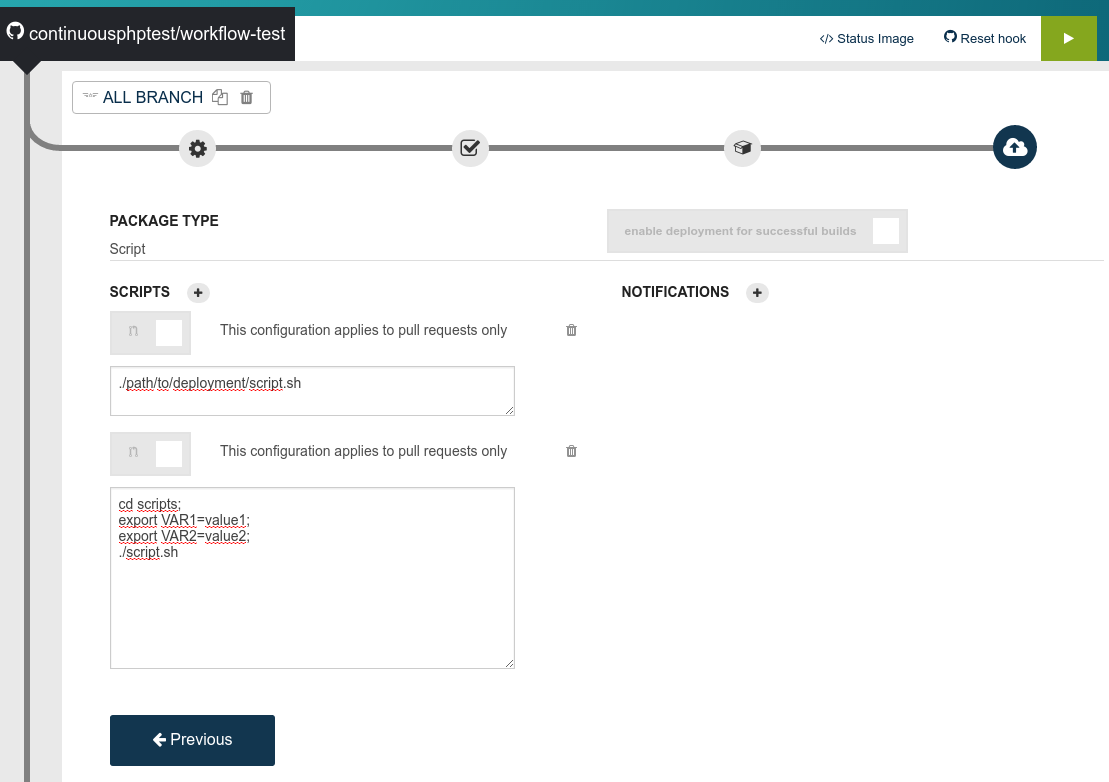 continuousphptest/workflow-test
</> Status Image
Reset hook
ALL BRANCH
PACKAGE TYPE
enable deployment for successful builds
Script
SCRIPTS
NOTIFICATIONS
This configuration applies to pull requests only
./path/to/deployment/script.sh
This configuration applies to pull requests only
cd scripts;
export VAR1=value1;
export VAR2=value2;
./script.sh
Previous